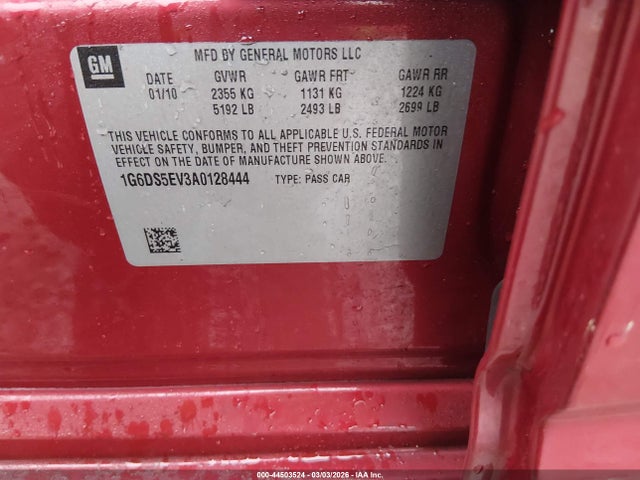 GM
MFD BY GENERAL MOTORS LLC
DATE GVWR GAWR FRT GAWR RR
01/10 2355 KG 1131 KG 1224 KG
5192 LB 2493 LB 2699 LB
THIS VEHICLE CONFORMS TO ALL APPLICABLE U.S. FEDERAL MOTOR
VEHICLE SAFETY, BUMPER, AND THEFT PREVENTION STANDARDS IN
EFFECT ON THE DATE OF MANUFACTURE SHOWN ABOVE.
1G6DS5EV3A0128444 TYPE: PASS CAR
000-44503524 - 03/03/2026 - IAA Inc.